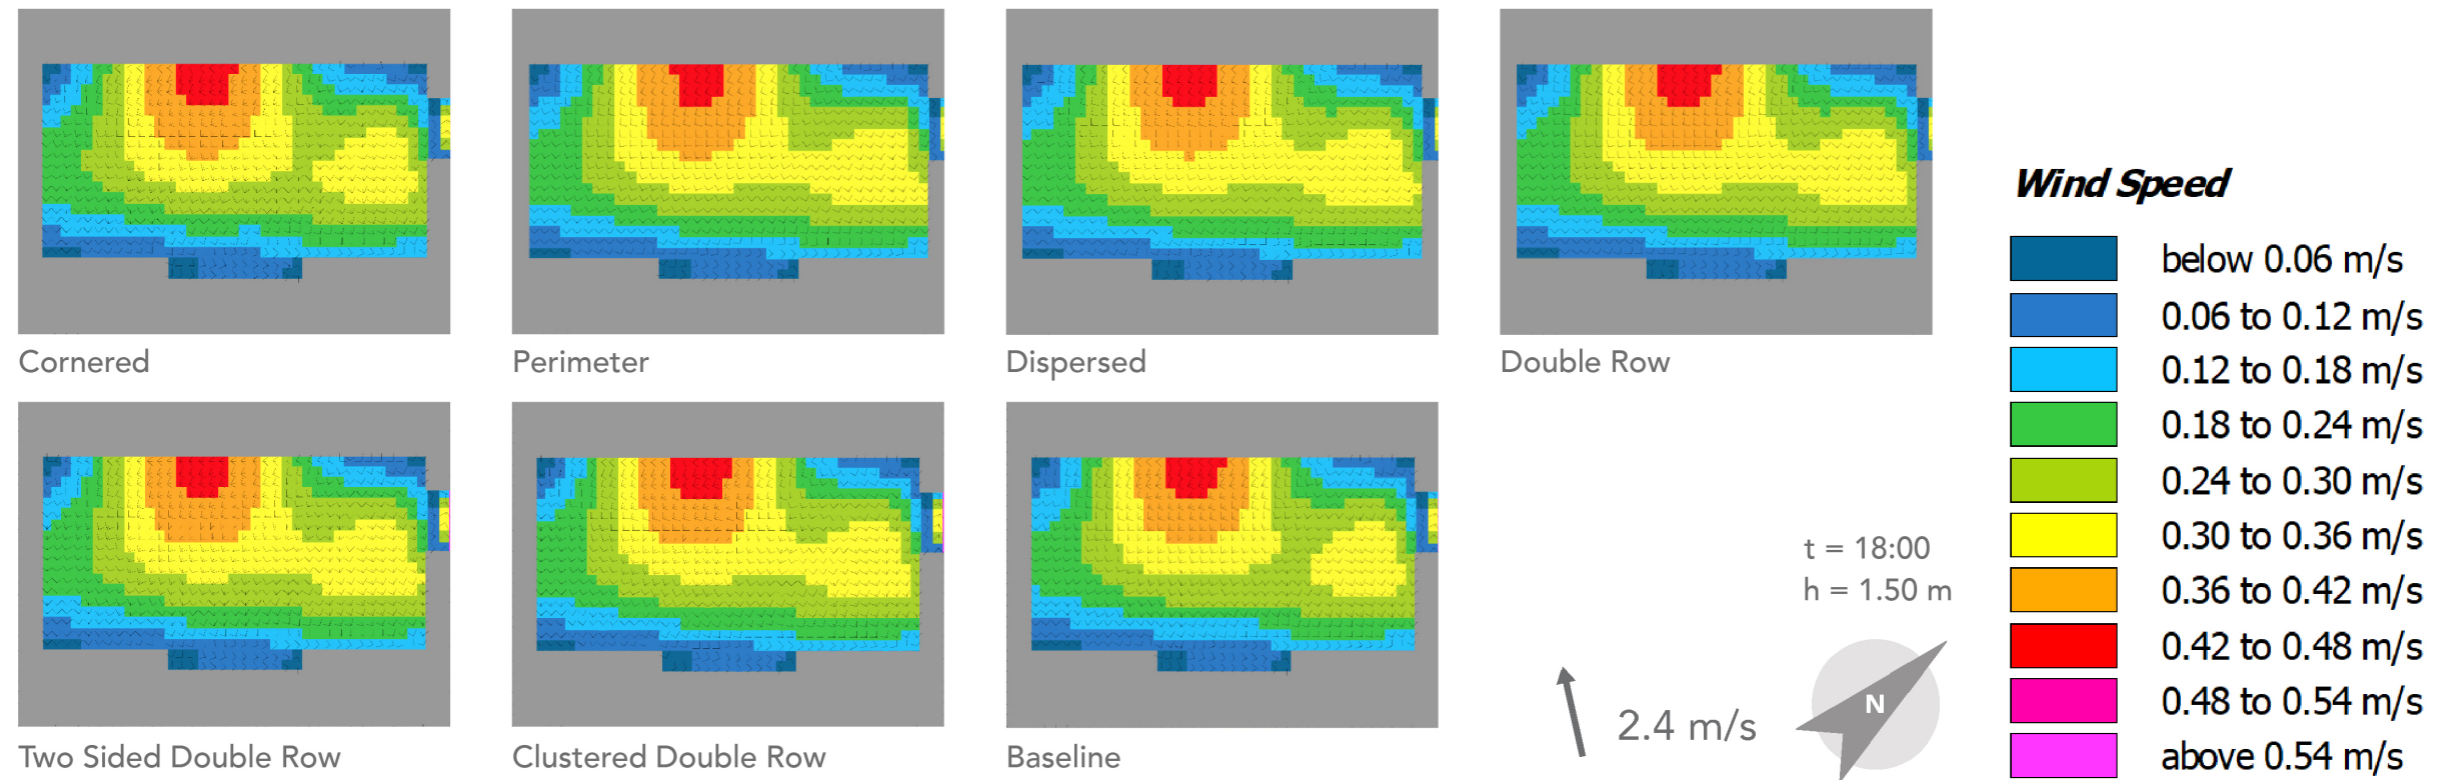 Cornered
Perimeter
Dispersed
Double Row
Two Sided Double Row
Clustered Double Row
Baseline
t = 18:00
h = 1.50 m
2.4 m/s
N
Wind Speed
below 0.06 m/s
0.06 to 0.12 m/s
0.12 to 0.18 m/s
0.18 to 0.24 m/s
0.24 to 0.30 m/s
0.30 to 0.36 m/s
0.36 to 0.42 m/s
0.42 to 0.48 m/s
0.48 to 0.54 m/s
above 0.54 m/s